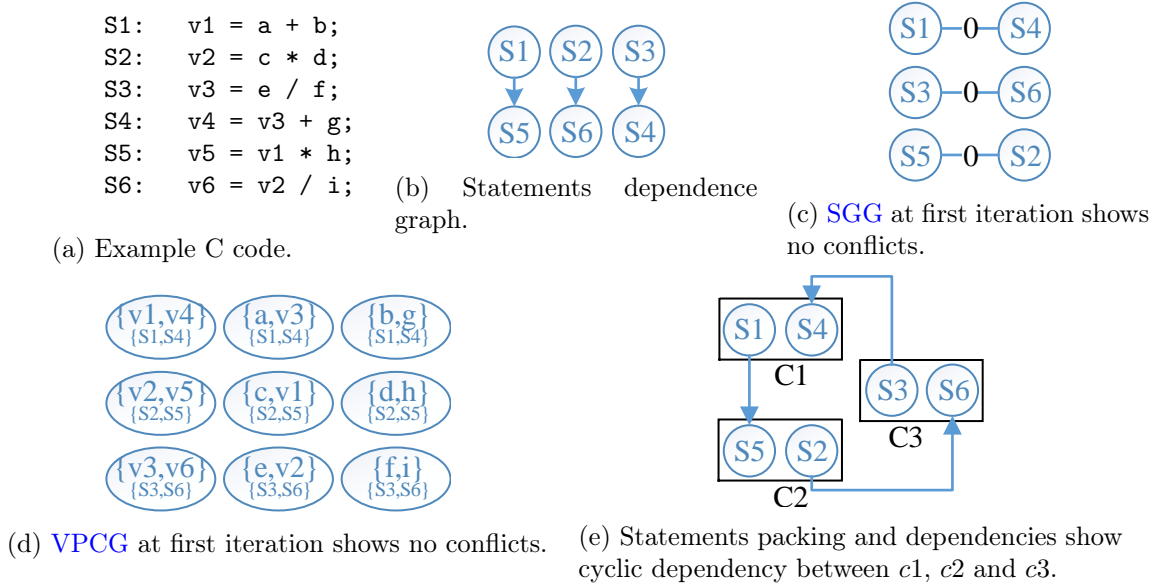 S1: v1 = a + b;
S2: v2 = c * d;
S3: v3 = e / f;
S4: v4 = v3 + g;
S5: v5 = v1 * h;
S6: v6 = v2 / i;
(a) Example C code.
S1 S2 S3
S5 S6 S4
(b) Statements dependence
graph.
S1 0 S4
S3 0 S6
S5 0 S2
(c) SGG at first iteration shows
no conflicts.
{v1,v4} {a,v3} {b,g}
{S1,S4} {S1,S4} {S1,S4}
{v2,v5} {c,v1} {d,h}
{S2,S5} {S2,S5} {S2,S5}
{v3,v6} {e,v2} {f,i}
{S3,S6} {S3,S6} {S3,S6}
(d) VPCG at first iteration shows no conflicts.
S1 S4
C1
S3 S6
C3
S5 S2
C2
(e) Statements packing and dependencies show
cyclic dependency between c1, c2 and c3.